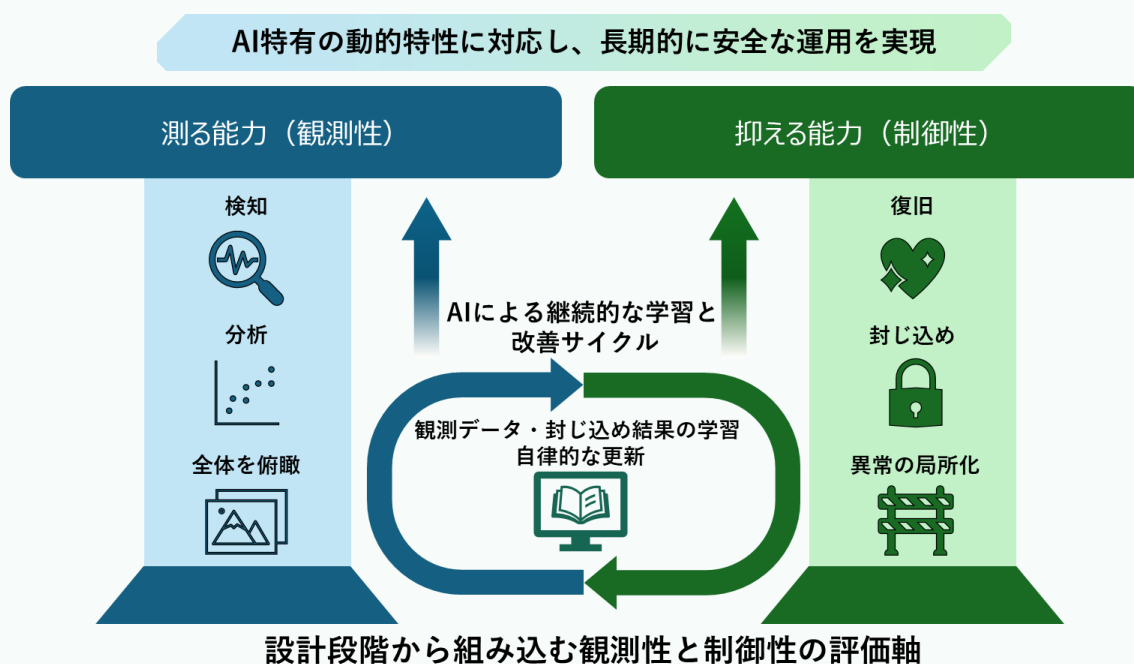 AI特有の動的特性に対応し、長期的に安全な運用を実現
測る能力（観測性）
抑える能力（制御性）
検知
分析
全体を俯瞰
AIによる継続的な学習と
改善サイクル
観測データ・封じ込め結果の学習
自律的な更新
復旧
封じ込め
異常の局所化
設計段階から組み込む観測性と制御性の評価軸